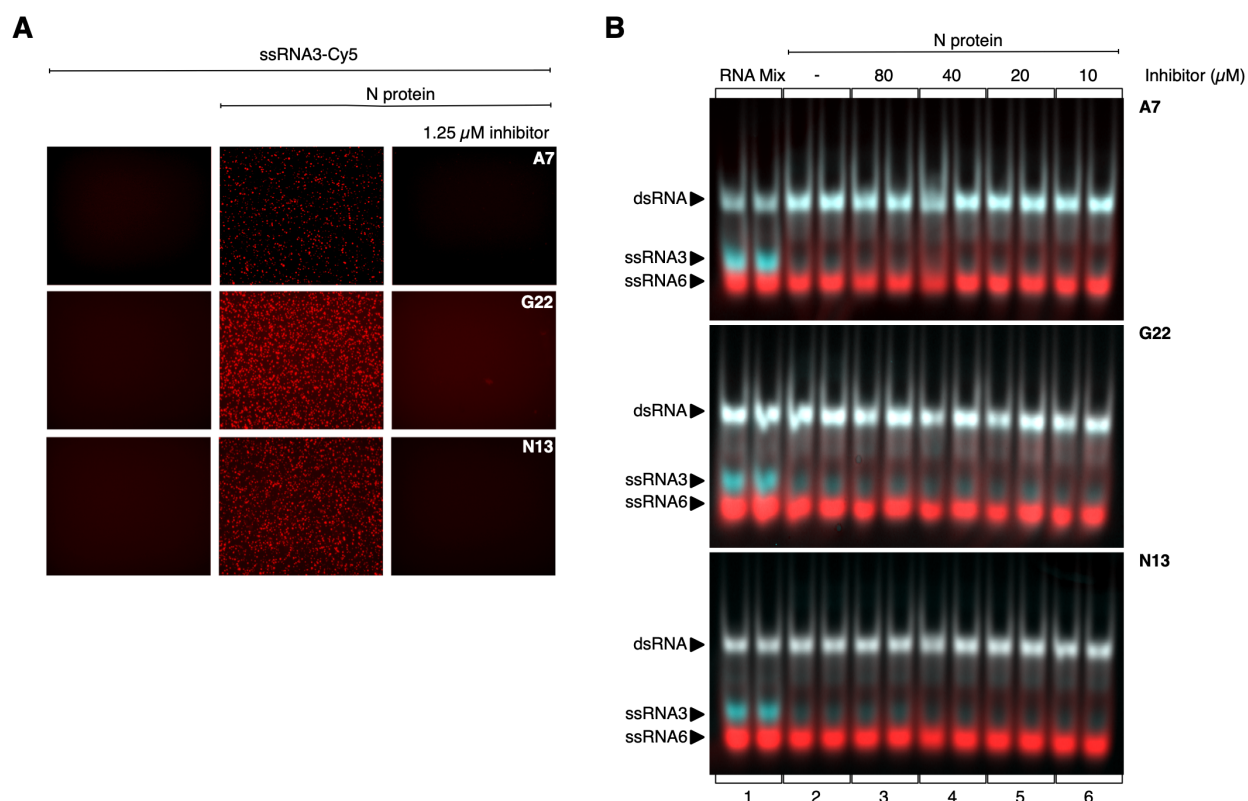 A
ssRNA3-Cy5
N protein
1.25 µM inhibitor
A7
G22
N13
B
N protein
RNA Mix - 80 40 20 10 Inhibitor (µM)
A7
dsRNA
ssRNA3
ssRNA6
G22
dsRNA
ssRNA3
ssRNA6
N13
dsRNA
ssRNA3
ssRNA6
1 2 3 4 5 6